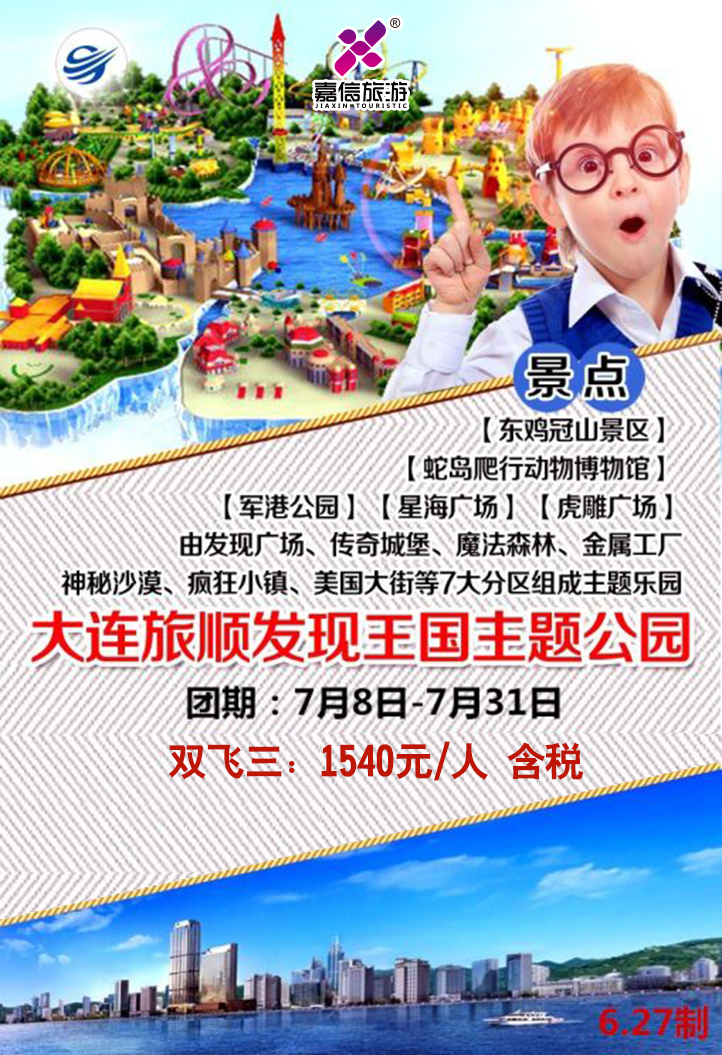 ®
嘉信旅游
JIAXIN TOURISTIC
景点
【东鸡冠山景区】
【蛇岛爬行动物博物馆】
【军港公园】【星海广场】【虎雕广场】
由发现广场、传奇城堡、魔法森林、金属工厂
神秘沙漠、疯狂小镇、美国大街等7大分区组成主题乐园
大连旅顺发现王国主题公园
团期：7月8日-7月31日
双飞三：1540元/人 含税
6.27制